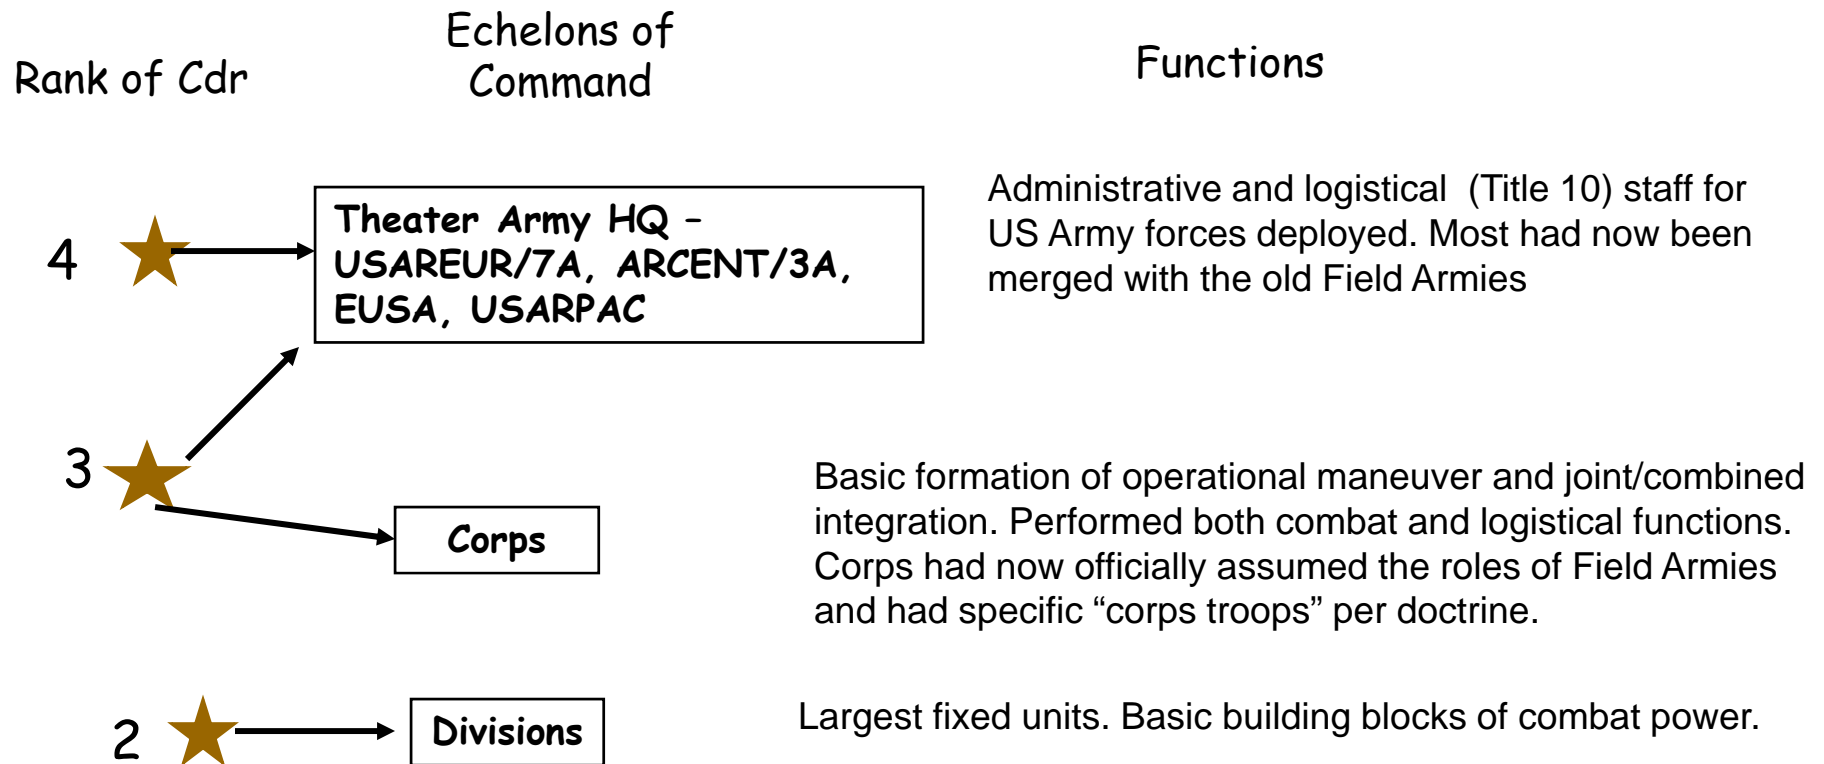 Rank of Cdr
Echelons of
Command
Functions
4
Theater Army HQ –
USAREUR/7A, ARCENT/3A,
EUSA, USARPAC
Administrative and logistical (Title 10) staff for
US Army forces deployed. Most had now been
merged with the old Field Armies
3
Corps
Basic formation of operational maneuver and joint/combined
integration. Performed both combat and logistical functions.
Corps had now officially assumed the roles of Field Armies
and had specific “corps troops” per doctrine.
2
Divisions
Largest fixed units. Basic building blocks of combat power.